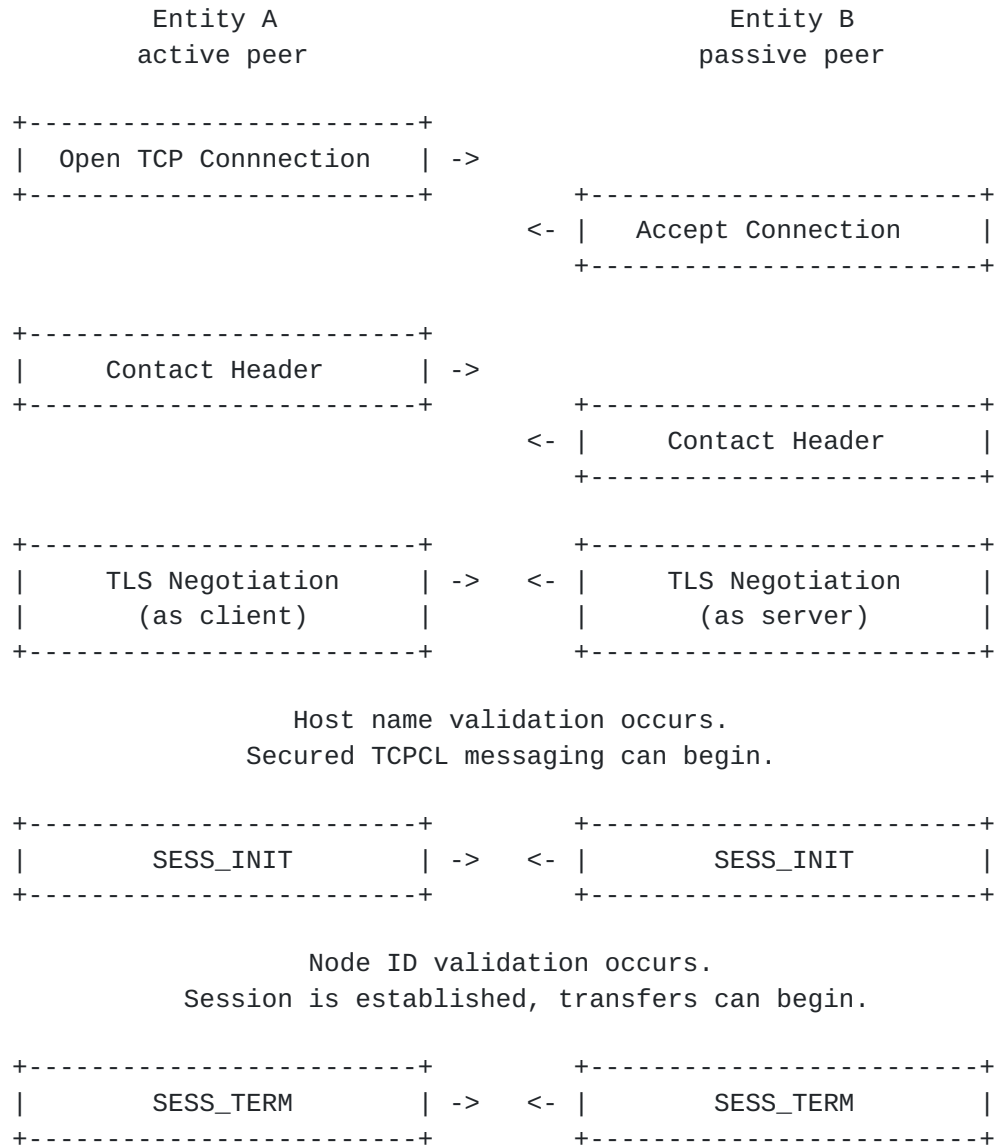 Entity A                             Entity B
        active peer                         passive peer

+-------------------------+
|  Open TCP Connnection   | ->
+-------------------------+         +-------------------------+
                                 <- |   Accept Connection     |
                                    +-------------------------+

+-------------------------+
|     Contact Header      | ->
+-------------------------+         +-------------------------+
                                 <- |     Contact Header      |
                                    +-------------------------+

+-------------------------+         +-------------------------+
|     TLS Negotiation     | ->   <- |     TLS Negotiation     |
|       (as client)       |         |       (as server)       |
+-------------------------+         +-------------------------+

                  Host name validation occurs.
               Secured TCPCL messaging can begin.

+-------------------------+         +-------------------------+
|        SESS_INIT        | ->   <- |        SESS_INIT        |
+-------------------------+         +-------------------------+

                   Node ID validation occurs.
           Session is established, transfers can begin.

+-------------------------+         +-------------------------+
|        SESS_TERM        | ->   <- |        SESS_TERM        |
+-------------------------+         +-------------------------+